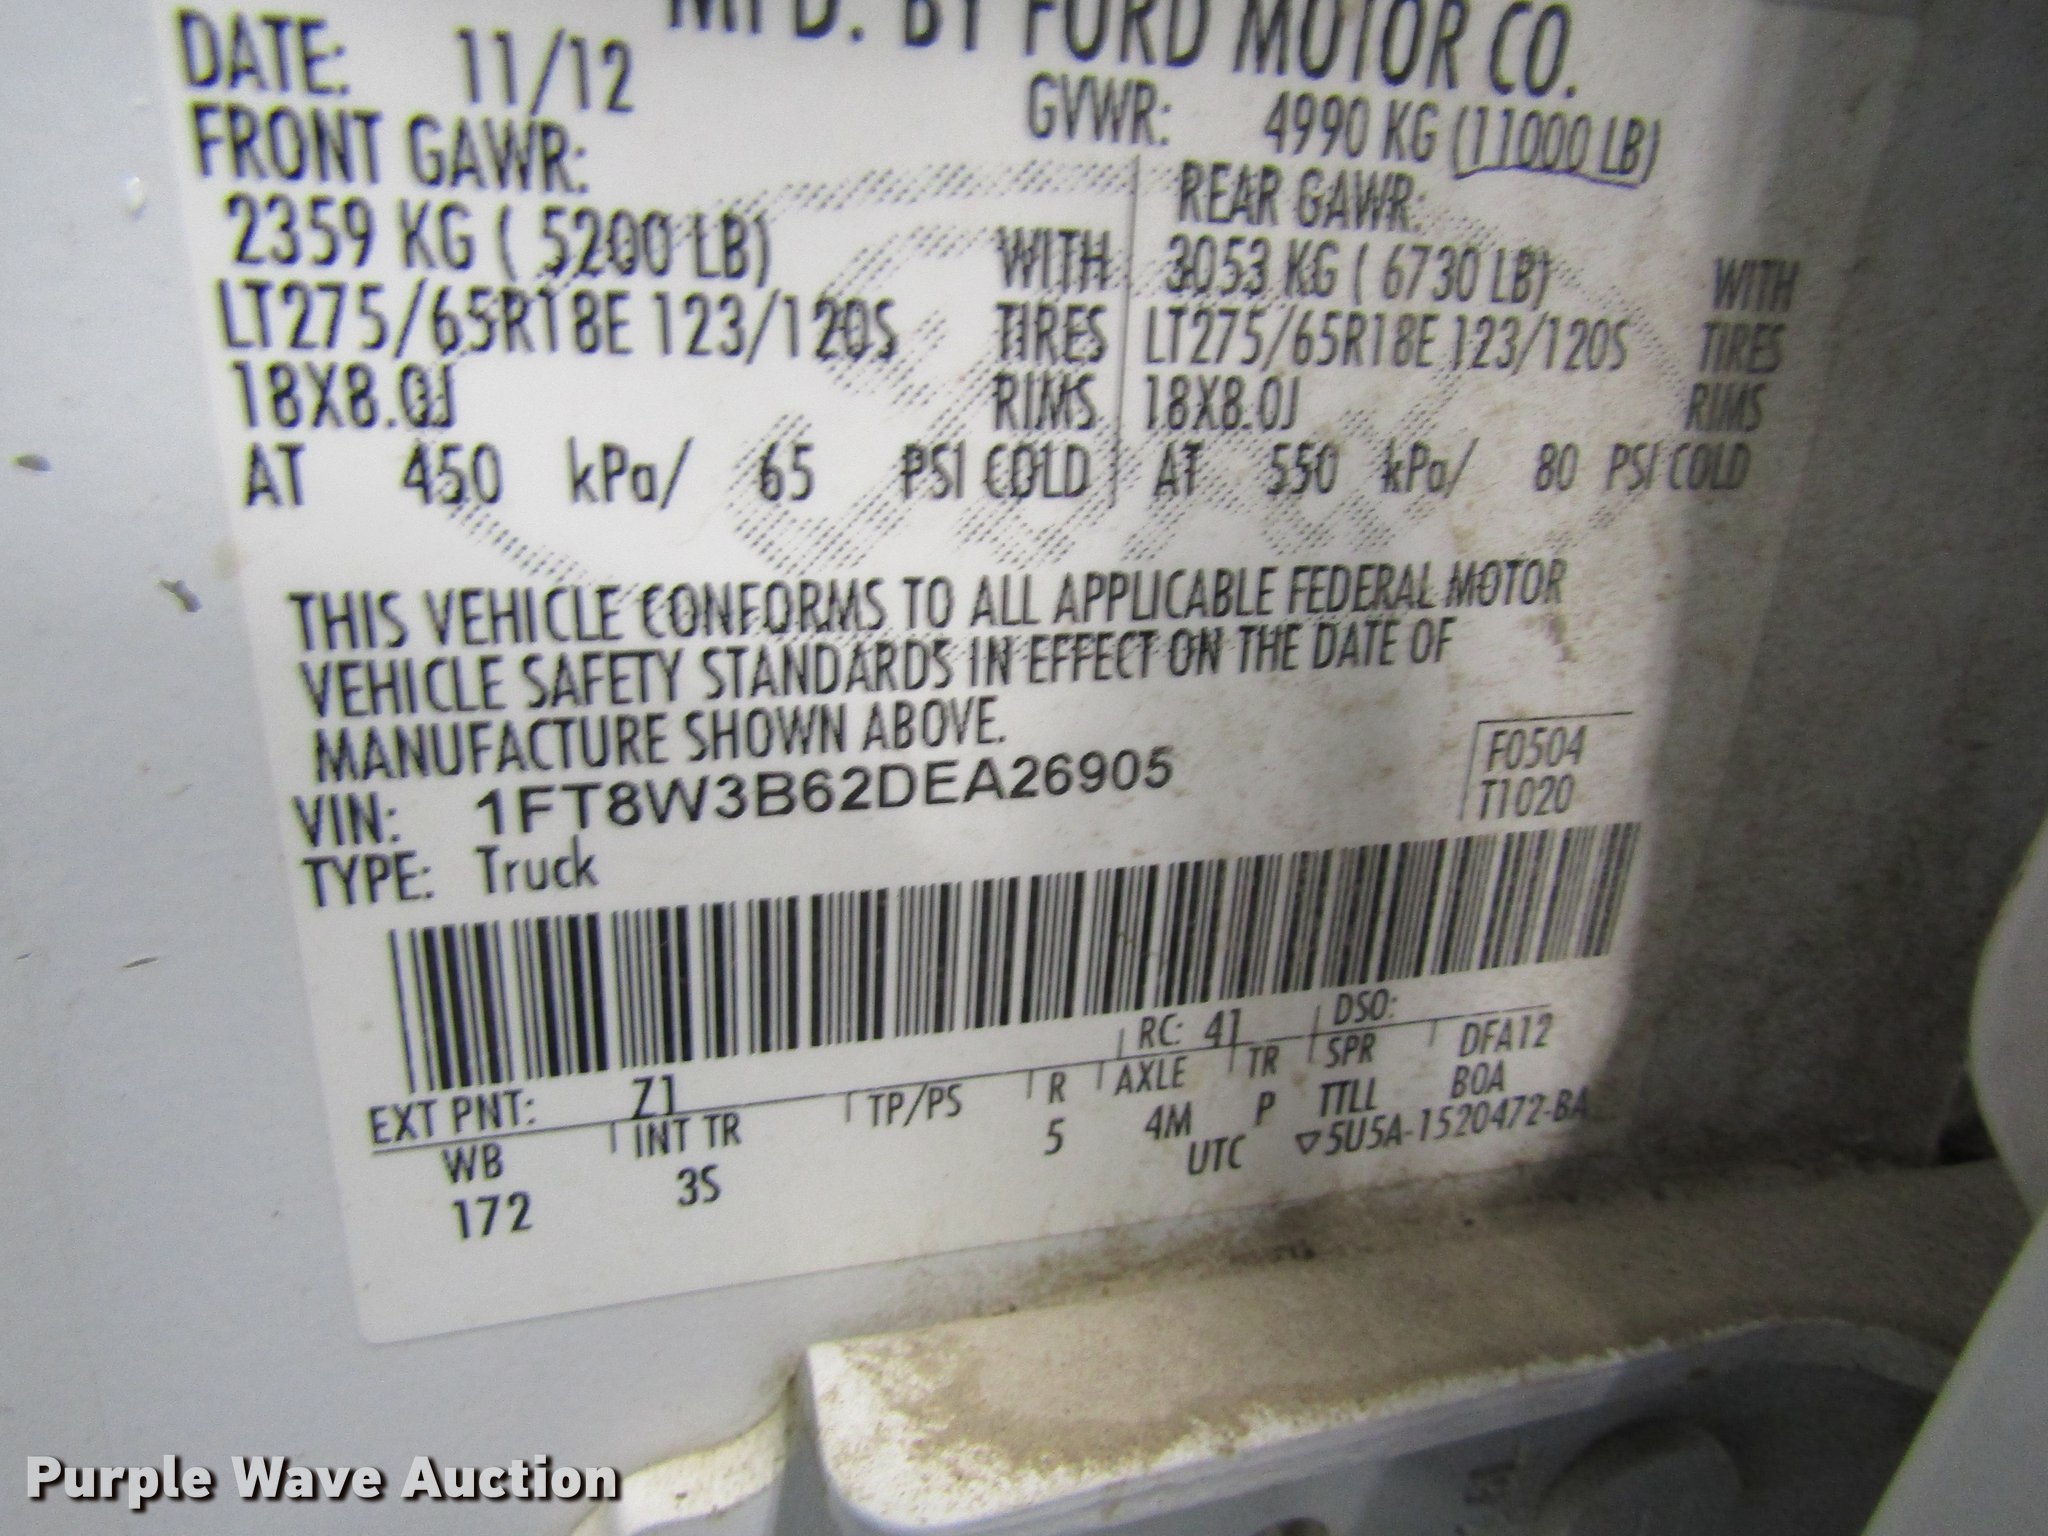 MFD. BY FORD MOTOR CO.
DATE: 11/12 GVWR: 4990 KG (11000 LB)
FRONT GAWR: REAR GAWR:
2359 KG ( 5200 LB) WITH 3053 KG ( 6730 LB) WITH
LT275/65R18E 123/120S TIRES LT275/65R18E 123/120S TIRES
18X8.0J RIMS 18X8.0J RIMS
AT 450 kPa/ 65 PSI COLD AT 550 kPa/ 80 PSI COLD
THIS VEHICLE CONFORMS TO ALL APPLICABLE FEDERAL MOTOR
VEHICLE SAFETY STANDARDS IN EFFECT ON THE DATE OF
MANUFACTURE SHOWN ABOVE.
VIN: 1FT8W3B62DEA26905 F0504
TYPE: Truck T1020
EXT PNT: Z1 RC: 41 DSO:
WB INT TR TP/PS R AXLE TR SPR DFA12
172 3S 5 4M P TTLL BOA
UTC ▽5U5A-1520472-BA
Purple Wave Auction